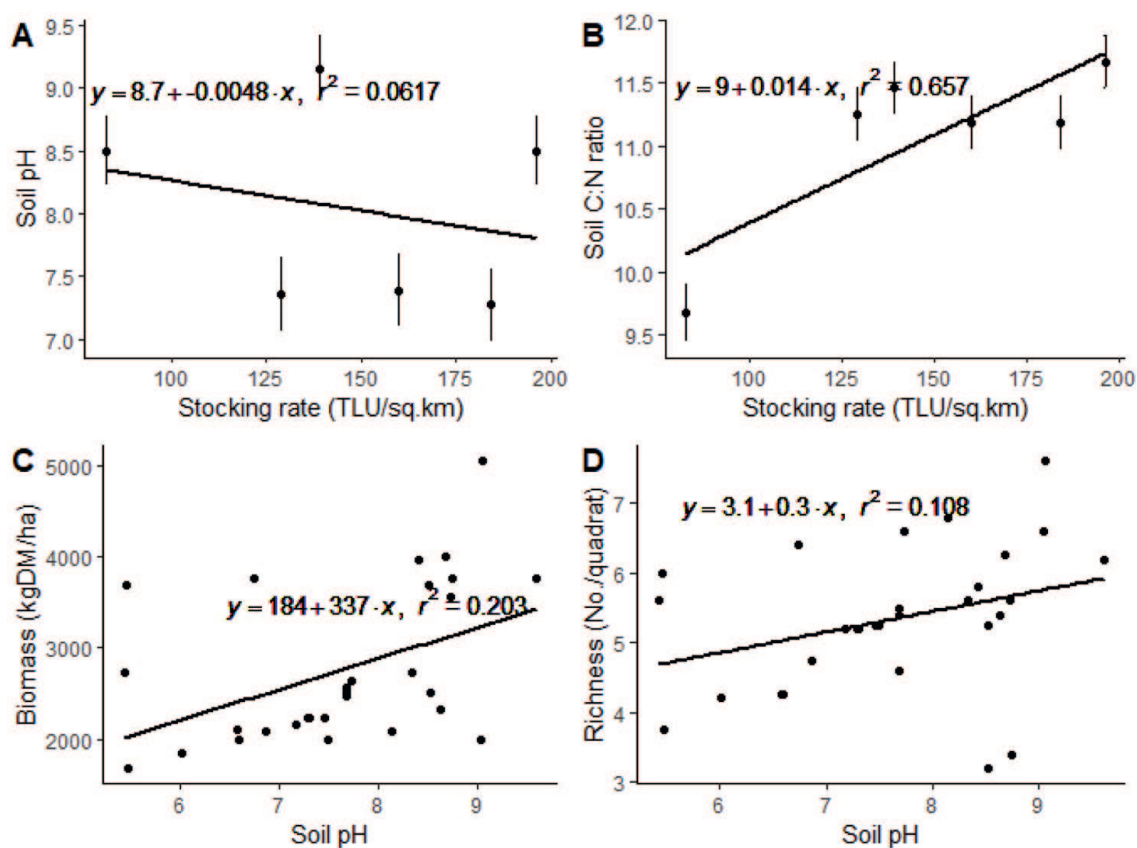 A
9.5
9.0
8.5
8.0
7.5
7.0
Soil pH
y = 8.7 + -0.0048 · x, r² = 0.0617
100 125 150 175 200
Stocking rate (TLU/sq.km)
B
12.0
11.5
11.0
10.5
10.0
9.5
Soil C:N ratio
y = 9 + 0.014 · x, r² = 0.657
100 125 150 175 200
Stocking rate (TLU/sq.km)
C
5000
4000
3000
2000
Biomass (kgDM/ha)
y = 184 + 337 · x, r² = 0.203
6 7 8 9
Soil pH
D
7
6
5
4
3
Richness (No./quadrat)
y = 3.1 + 0.3 · x, r² = 0.108
6 7 8 9
Soil pH